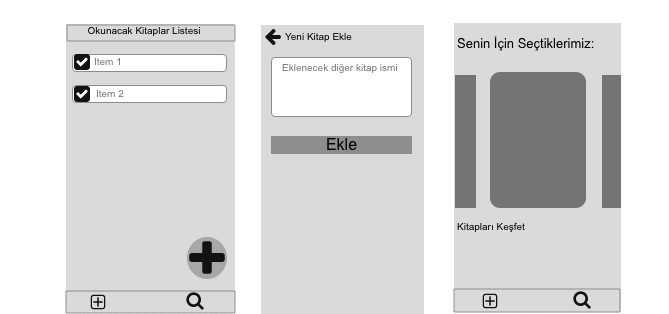 Okunacak Kitaplar Listesi
Item 1
Item 2
Yeni Kitap Ekle
Eklenecek diğer kitap ismi
Ekle
Senin İçin Seçtiklerimiz:
Kitapları Keşfet